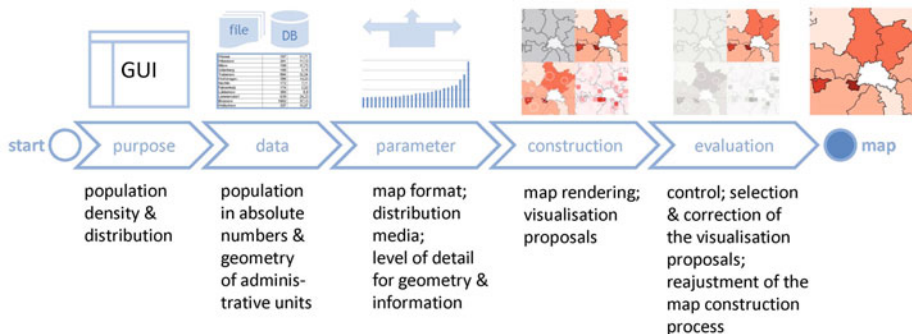 file
DB
GUI
start
purpose
data
parameter
construction
evaluation
map
population
density &
distribution
population
in absolute
numbers &
geometry
of adminis-
trative units
map format;
distribution
media;
level of detail
for geometry &
information
map rendering;
visualisation
proposals
control; selection
& correction of
the visualisation
proposals;
reajustment of the
map construction
process